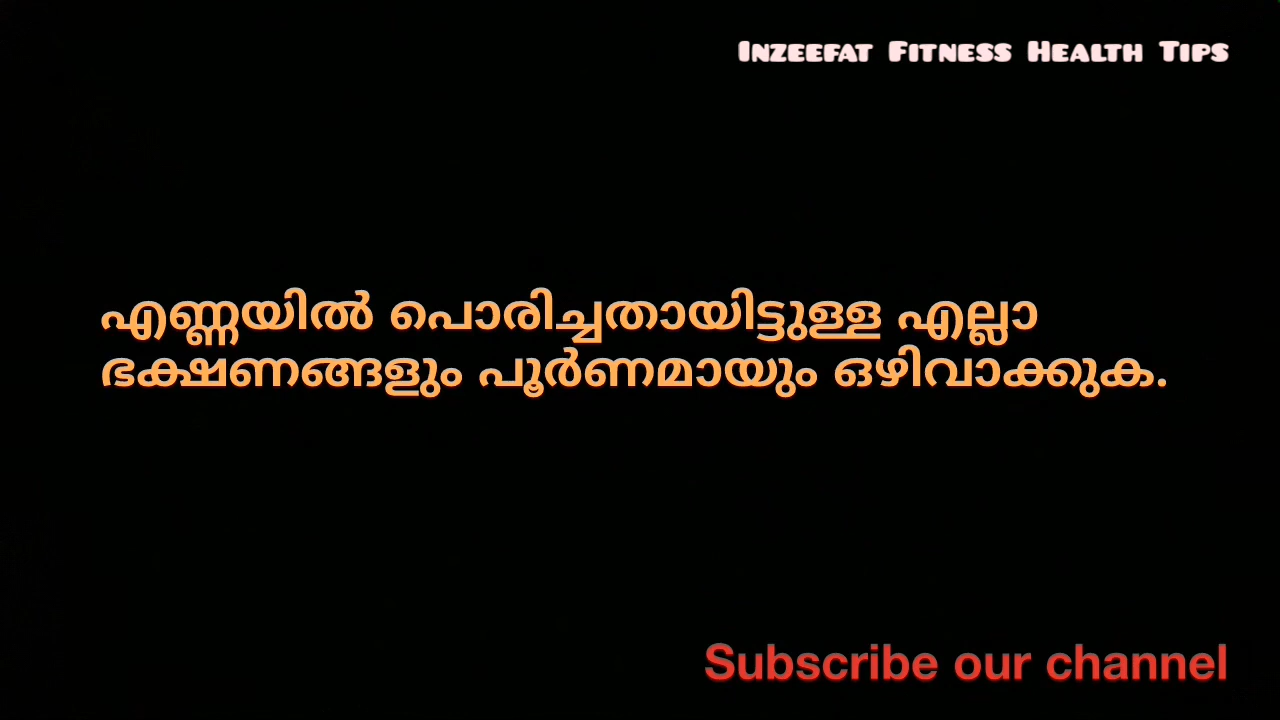 Inzeefat Fitness Health Tips
എണ്ണയിൽ പൊരിച്ചതായിട്ടുള്ള എല്ലാ
ഭക്ഷണങ്ങളും പൂർണമായും ഒഴിവാക്കുക.
Subscribe our channel